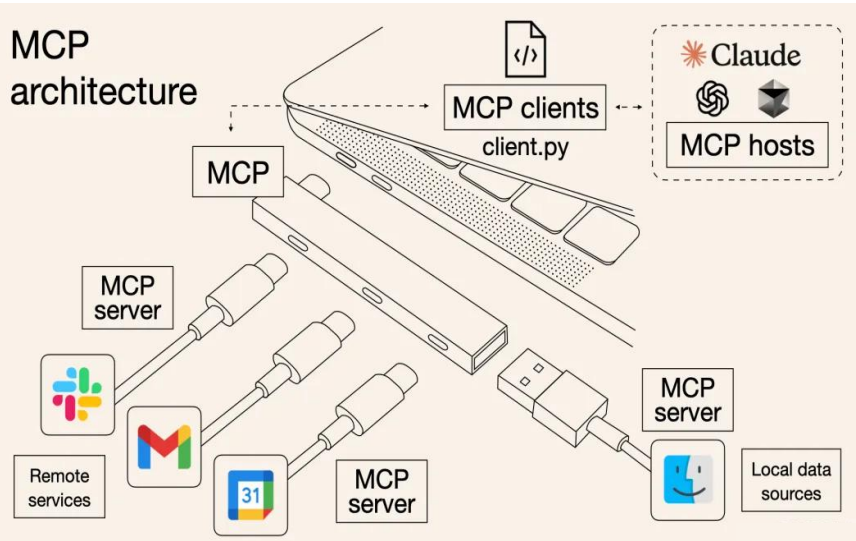 MCP
architecture
</>
MCP clients
client.py
Claude
MCP hosts
MCP
MCP
server
MCP
server
31
MCP
server
Remote
services
Local data
sources